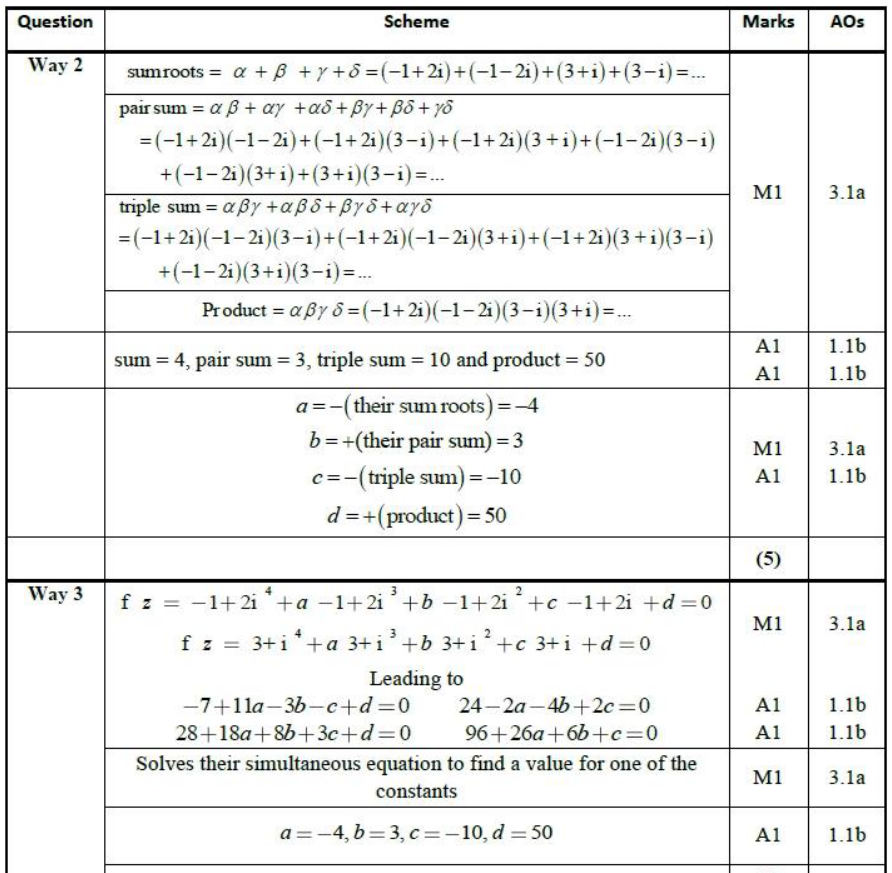 Question Scheme Marks AOs
Way 2 sum roots = α + β + γ + δ = (−1+2i)+(−1−2i)+(3+i)+(3−i) = ...
pair sum = αβ + αγ + αδ + βγ + βδ + γδ
=(−1+2i)(−1−2i)+(−1+2i)(3−i)+(−1+2i)(3+i)+(−1−2i)(3−i)
+(−1−2i)(3+i)+(3+i)(3−i)=...
M1 3.1a
triple sum = αβγ + αβδ + βγδ + αγδ
=(−1+2i)(−1−2i)(3−i)+(−1+2i)(−1−2i)(3+i)+(−1+2i)(3+i)(3−i)
+(−1−2i)(3+i)(3−i)=...
Product = αβγδ = (−1+2i)(−1−2i)(3−i)(3+i)=...
sum = 4, pair sum = 3, triple sum = 10 and product = 50
A1 1.1b
A1 1.1b
a = −(their sum roots) = −4
b = +(their pair sum) = 3
M1 3.1a
c = −(triple sum) = −10
A1 1.1b
d = +(product) = 50
(5)
Way 3 f z = −1+2i ⁴ + a −1+2i ³ + b −1+2i ² + c −1+2i + d = 0
M1 3.1a
f z = 3+i ⁴ + a 3+i ³ + b 3+i ² + c 3+i + d = 0
Leading to
−7+11a−3b−c+d=0 24−2a−4b+2c=0 A1 1.1b
28+18a+8b+3c+d=0 96+26a+6b+c=0 A1 1.1b
Solves their simultaneous equation to find a value for one of the
constants
M1 3.1a
a = −4, b = 3, c = −10, d = 50 A1 1.1b